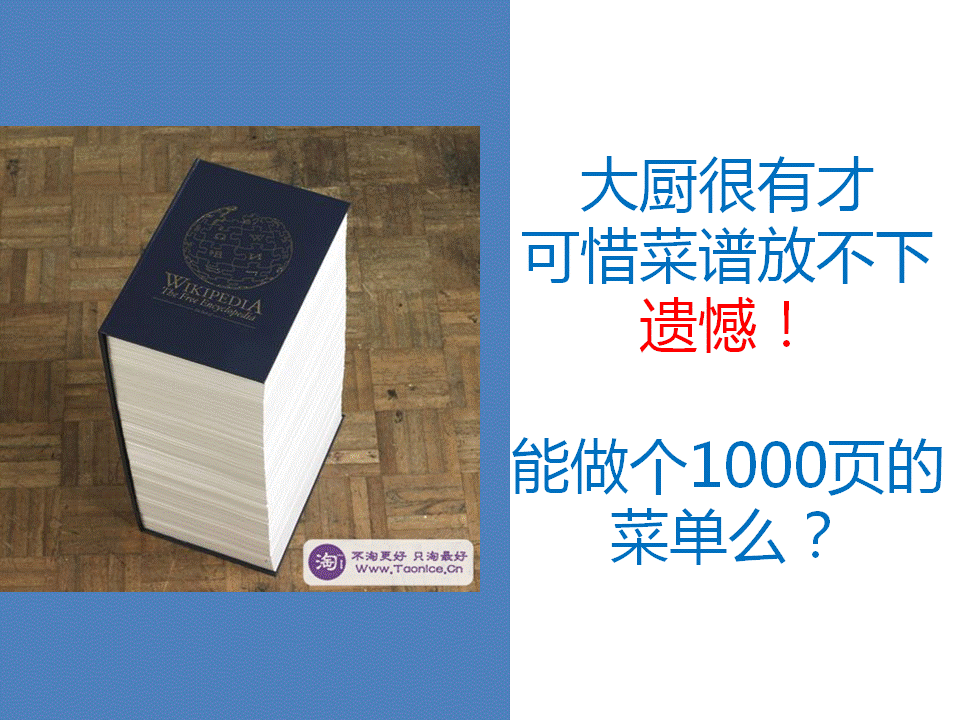 WIKIPEDIA
The Free Encyclopedia
淘
不淘更好 只淘最好
www.Taonice.Cn
大厨很有才
可惜菜谱放不下
遗憾！
能做个1000页的
菜单么？